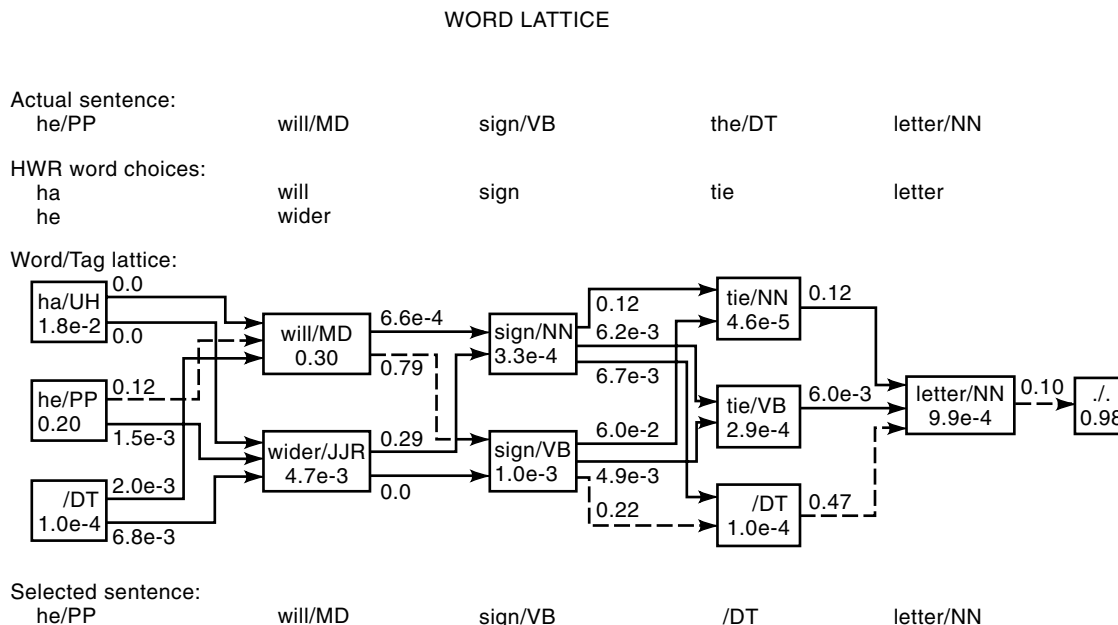 WORD LATTICE
Actual sentence:
he/PP will/MD sign/VB the/DT letter/NN
HWR word choices:
ha will sign tie letter
he wider
Word/Tag lattice:
ha/UH
1.8e-2
0.0
0.0
he/PP
0.20
0.12
1.5e-3
/DT
1.0e-4
2.0e-3
6.8e-3
will/MD
0.30
6.6e-4
0.79
wider/JJR
4.7e-3
0.29
0.0
sign/NN
3.3e-4
0.12
6.2e-3
6.7e-3
sign/VB
1.0e-3
6.0e-2
4.9e-3
0.22
tie/NN
4.6e-5
0.12
tie/VB
2.9e-4
6.0e-3
/DT
1.0e-4
0.47
letter/NN
9.9e-4
0.10
./.
0.98
Selected sentence:
he/PP will/MD sign/VB /DT letter/NN